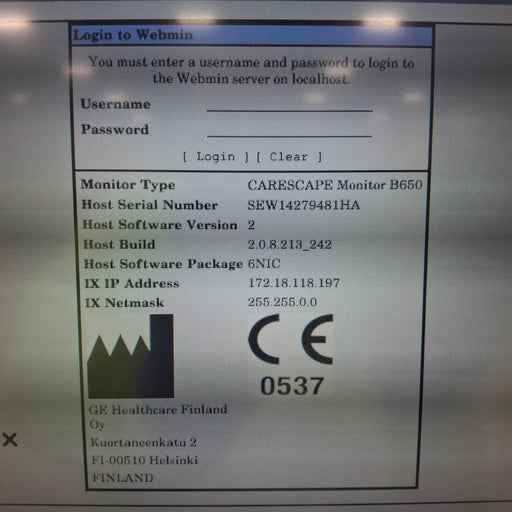 Login to Webmin
You must enter a username and password to login to
the Webmin server on localhost.
Username
Password
[ Login ] [ Clear ]
Monitor Type CARESCAPE Monitor B650
Host Serial Number SEW14279481HA
Host Software Version 2
Host Build 2.0.8.213_242
Host Software Package 6NIC
IX IP Address 172.18.118.197
IX Netmask 255.255.0.0
CE
0537
GE Healthcare Finland
Oy
Kuortaneenkatu 2
FI-00510 Helsinki
FINLAND